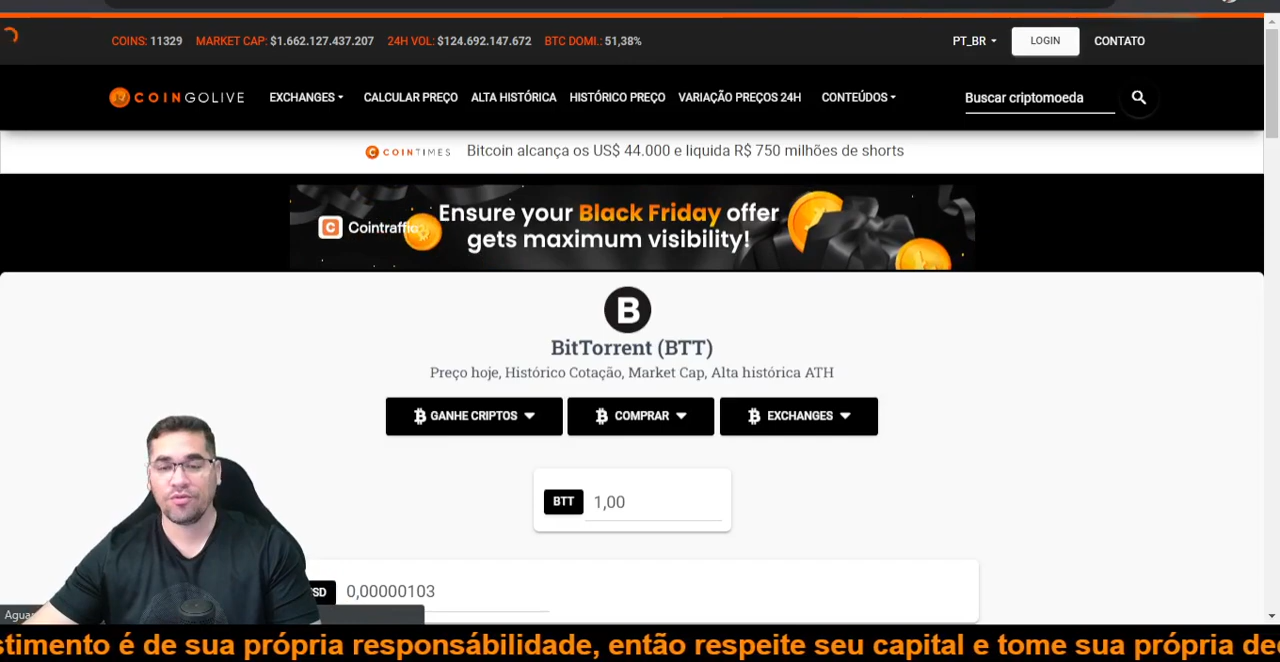 COINS: 11329 MARKET CAP: $1.662.127.437.207 24H VOL: $124.692.147.672 BTC DOMI.: 51,38% PT_BR LOGIN CONTATO
COINGOLIVE EXCHANGES CALCULAR PREÇO ALTA HISTÓRICA HISTÓRICO PREÇO VARIAÇÃO PREÇOS 24H CONTEÚDOS Buscar criptomoeda
COINTIMES Bitcoin alcança os US$ 44.000 e liquida R$ 750 milhões de shorts
Cointraffic Ensure your Black Friday offer
gets maximum visibility!
BitTorrent (BTT)
Preço hoje, Histórico Cotação, Market Cap, Alta histórica ATH
GANHE CRIPTOS COMPRAR EXCHANGES
BTT 1,00
SD 0,00000103
Aguar
stimento é de sua própria responsábilidade, então respeite seu capital e tome sua própria de